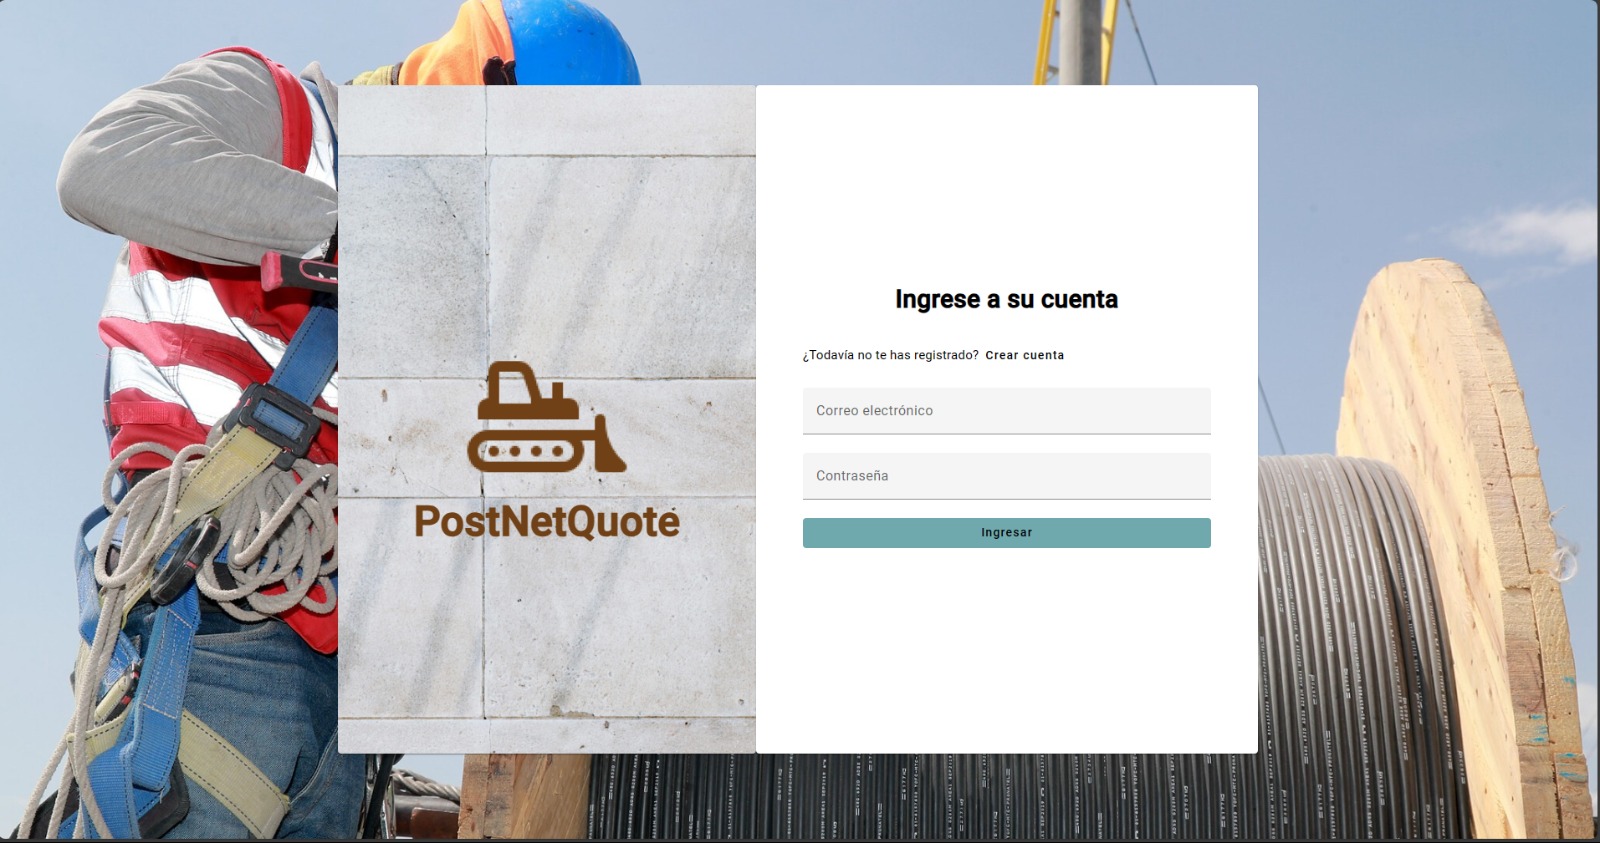 PostNetQuote
Ingrese a su cuenta
¿Todavía no te has registrado? Crear cuenta
Correo electrónico
Contraseña
Ingresar